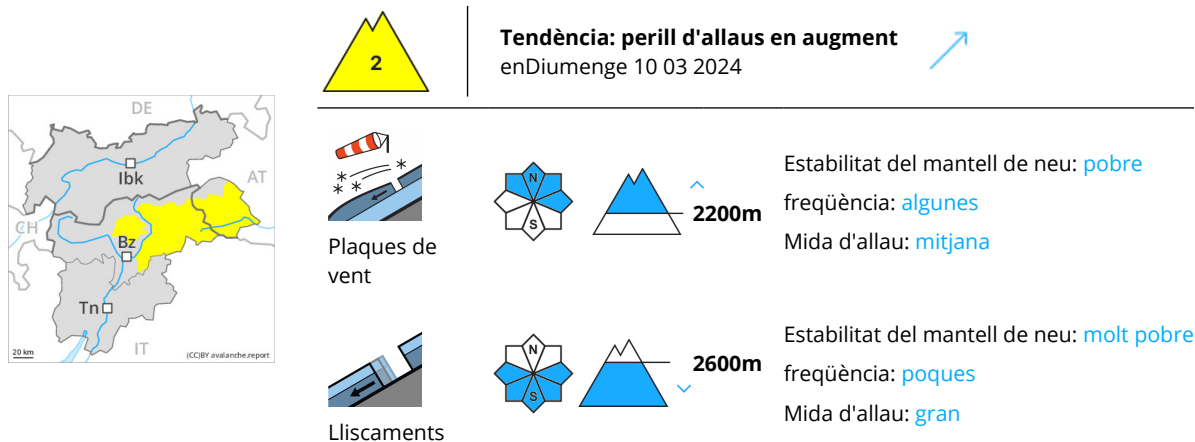 2
Tendència: perill d'allaus en augment
enDiumenge 10 03 2024
DE
Ibk
AT
CH
Bz
Tn
IT
20 km
(CC)BY avalanche.report
N
S
2200m
Plaques de
vent
Estabilitat del mantell de neu: pobre
freqüència: algunes
Mida d'allau: mitjana
N
S
2600m
Lliscaments
Estabilitat del mantell de neu: molt pobre
freqüència: poques
Mida d'allau: gran